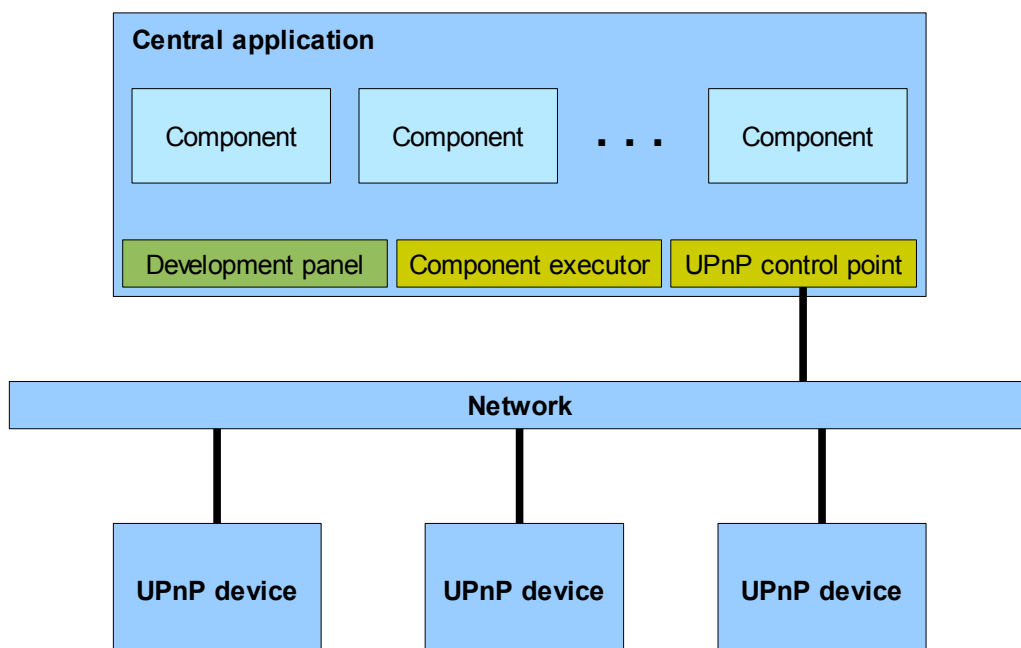 Central application
Component
Component
. . .
Component
Development panel
Component executor
UPnP control point
Network
UPnP device
UPnP device
UPnP device